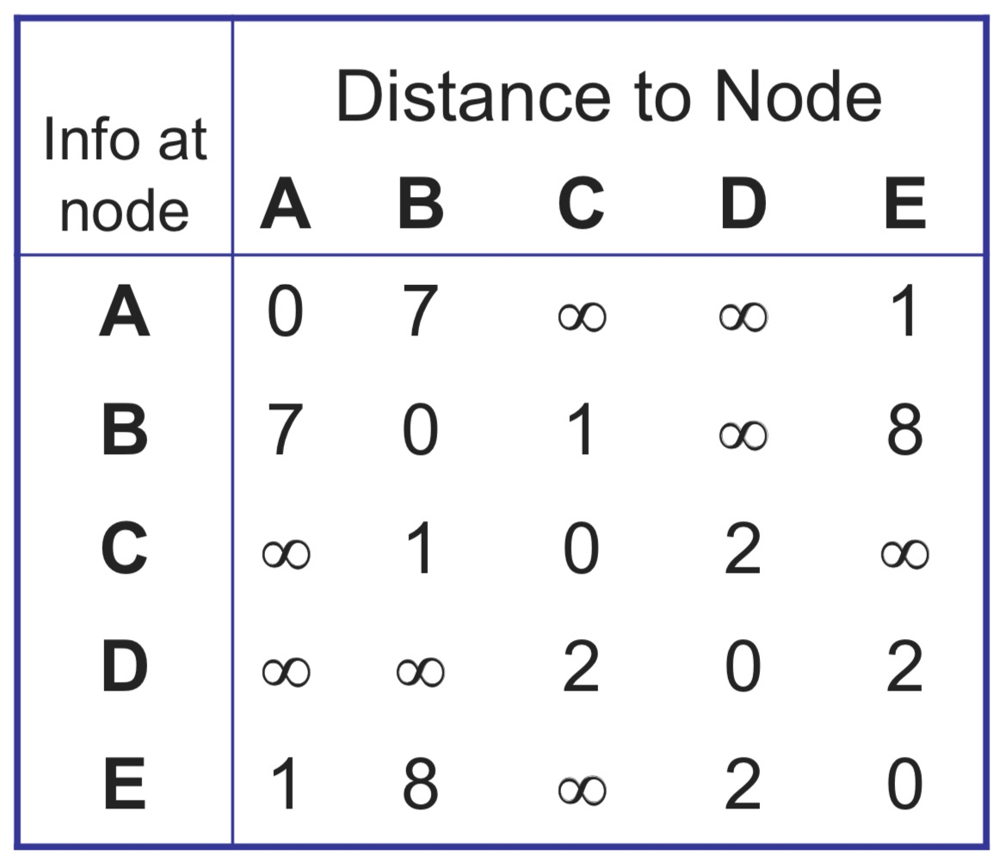 Distance to Node
Info at
node
A B C D E
A 0 7 ∞ ∞ 1
B 7 0 1 ∞ 8
C ∞ 1 0 2 ∞
D ∞ ∞ 2 0 2
E 1 8 ∞ 2 0